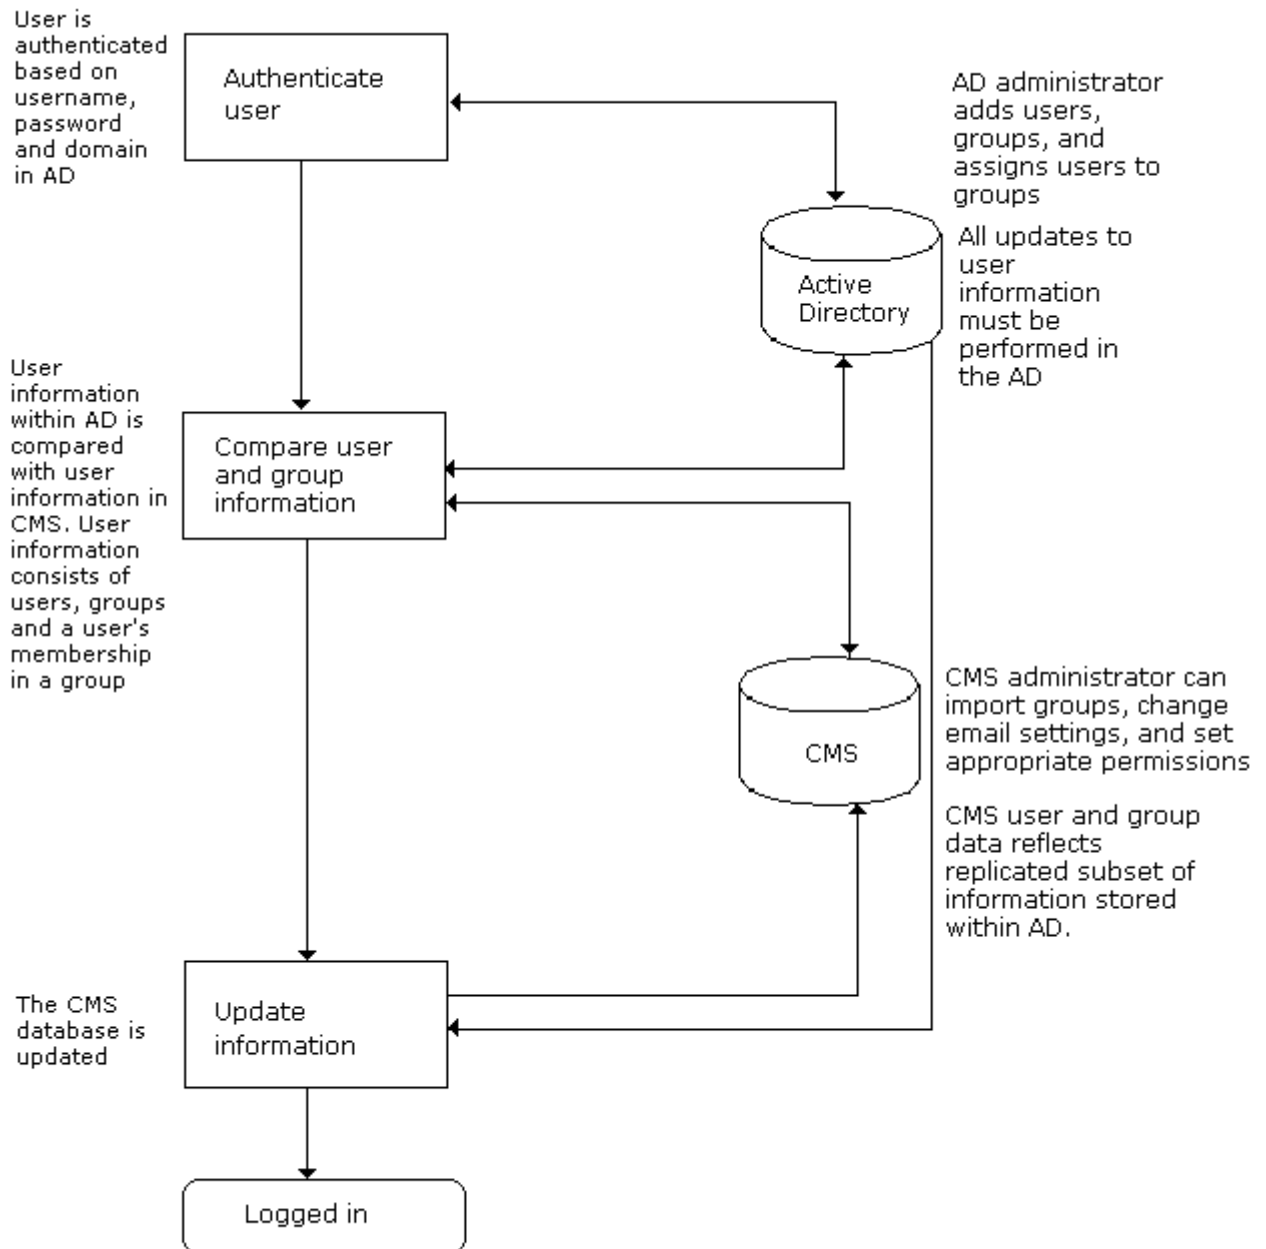 User is
authenticated
based on
username,
password
and domain
in AD
Authenticate
user
AD administrator
adds users,
groups, and
assigns users to
groups
Active
Directory
All updates to
user
information
must be
performed in
the AD
User
information
within AD is
compared
with user
information in
CMS. User
information
consists of
users, groups
and a user's
membership
in a group
Compare user
and group
information
CMS
CMS administrator can
import groups, change
email settings, and set
appropriate permissions
CMS user and group
data reflects
replicated subset of
information stored
within AD.
The CMS
database is
updated
Update
information
Logged in